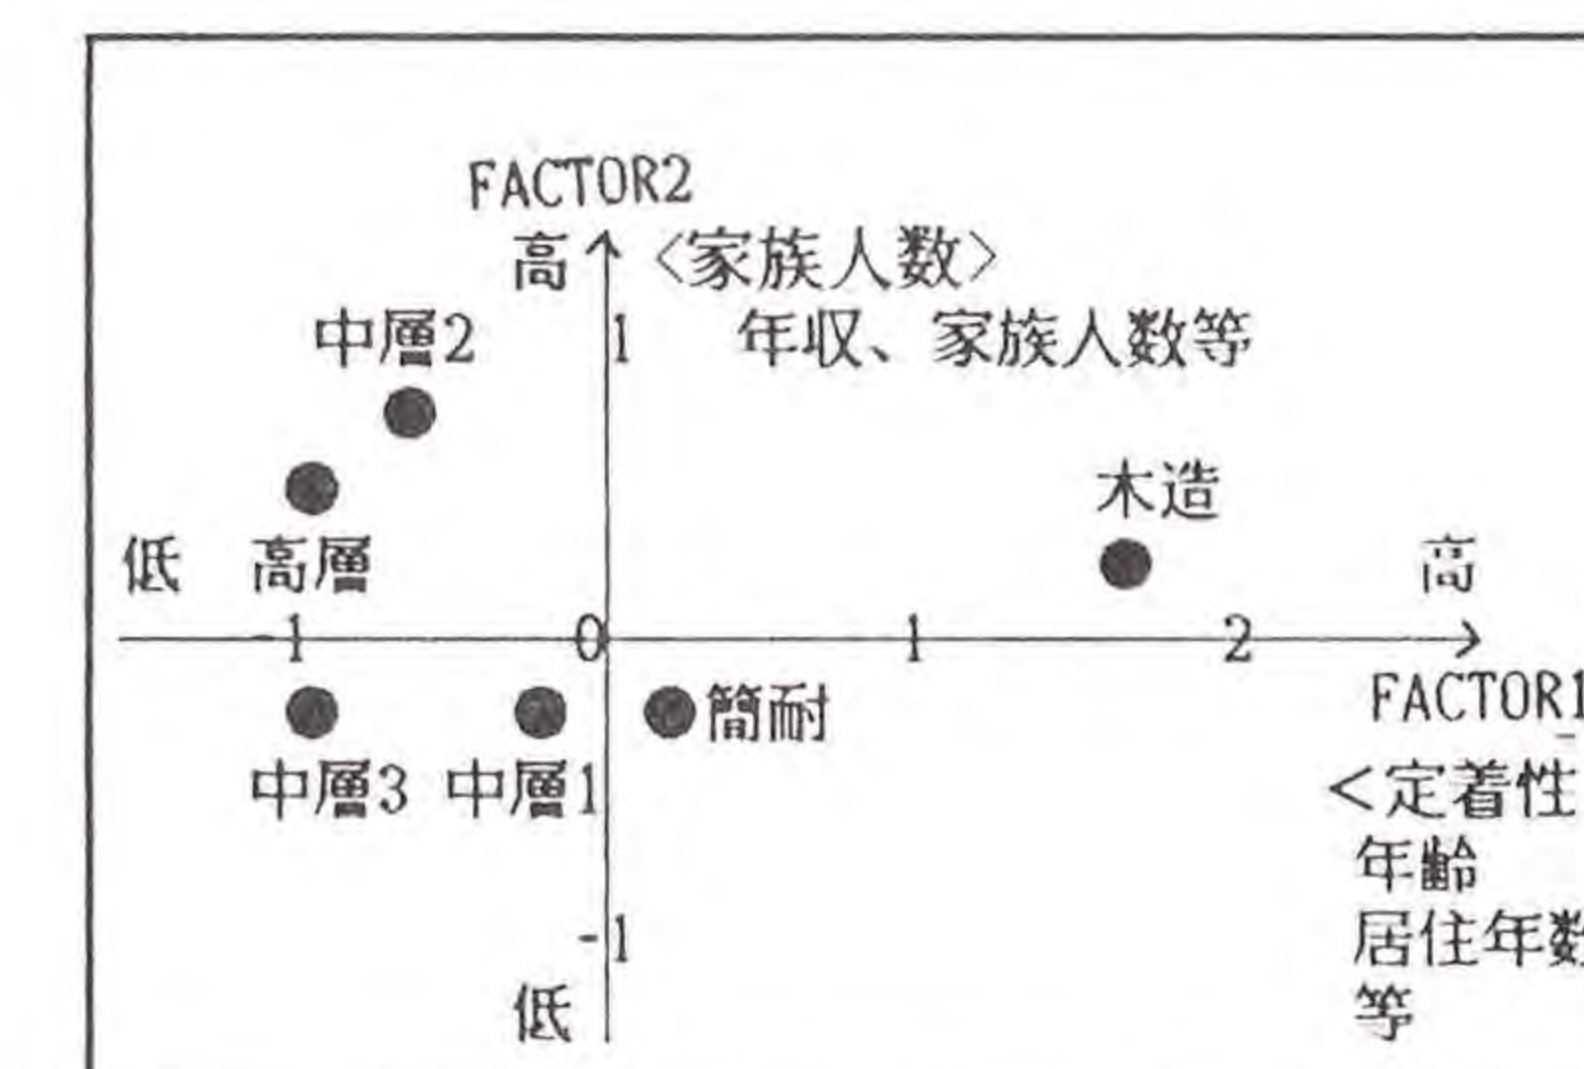 FACTOR2
高 <家族人数>
中層2 1 年収、家族人数等
木造
低 高層 高
-1 0 1 2
簡耐 FACTOR1
中層3 中層1 <定着性
年齢
-1 居住年数
低 等